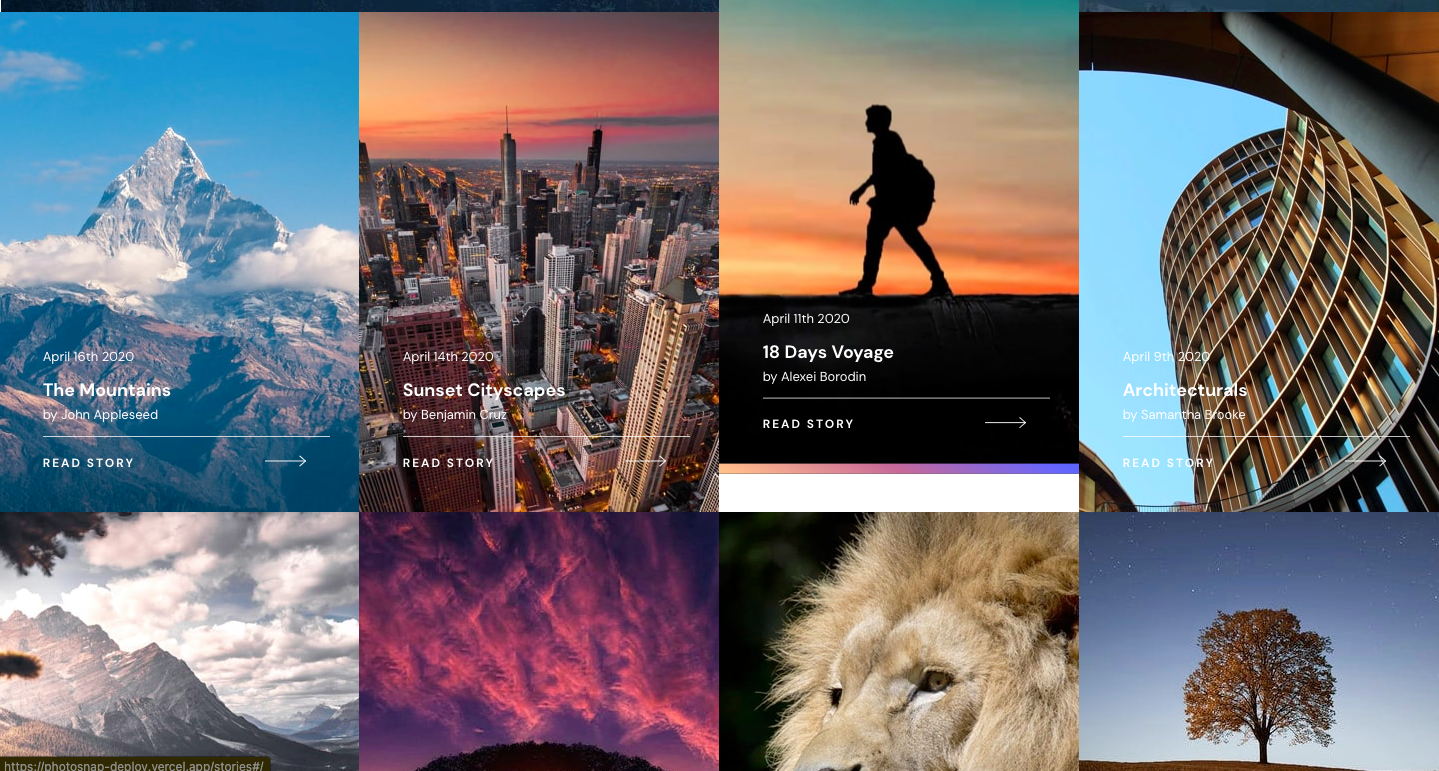 April 16th 2020
The Mountains
by John Appleseed
READ STORY
April 14th 2020
Sunset Cityscapes
by Benjamin Cruz
READ STORY
April 11th 2020
18 Days Voyage
by Alexei Borodin
READ STORY
April 9th 2020
Architecturals
by Samantha Brooke
READ STORY
https://photosnap-deploy.vercel.app/stories#/